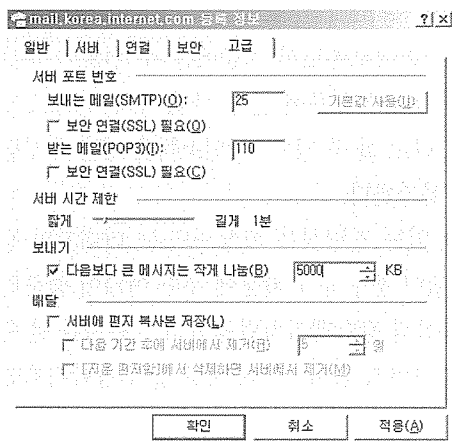 mail.korea.internet.com 등록 정보
일반 서버 연결 보안 고급
서버 포트 번호
보내는 메일(SMTP)(O): 25 기본값 사용(U)
보안 연결(SSL) 필요(Q)
받는 메일(POP3)(I): 110
보안 연결(SSL) 필요(C)
서버 시간 제한
짧게 길게 1분
보내기
다음보다 큰 메시지는 작게 나눔(B) 5000 KB
배달
서버에 편지 복사본 저장(L)
다음 기간 후에 서버에서 제거(R) 5 일
[지운 편지함]에서 삭제하면 서버에서 제거(M)
확인 취소 적용(A)